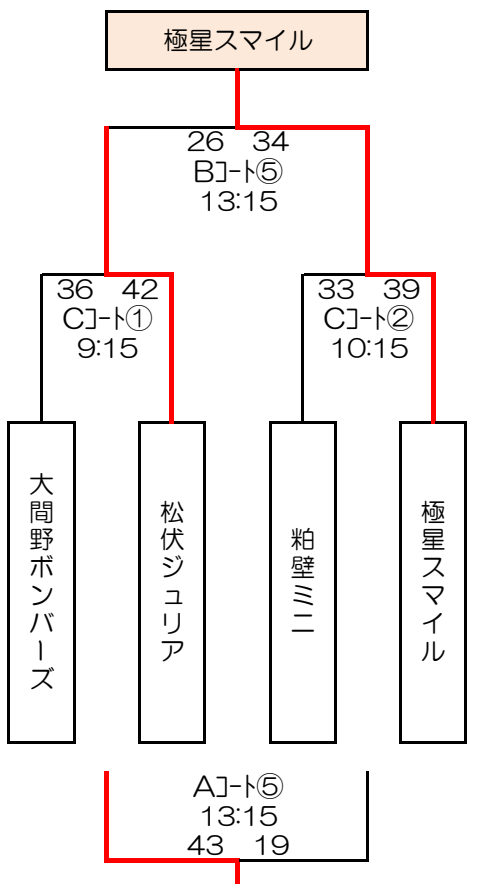 極星スマイル
26 34
Bｺｰﾄ⑤
13:15
36 42
Cｺｰﾄ①
9:15
33 39
Cｺｰﾄ②
10:15
大間野ボンバーズ
松伏ジュリア
粕壁ミニ
極星スマイル
Aｺｰﾄ⑤
13:15
43 19